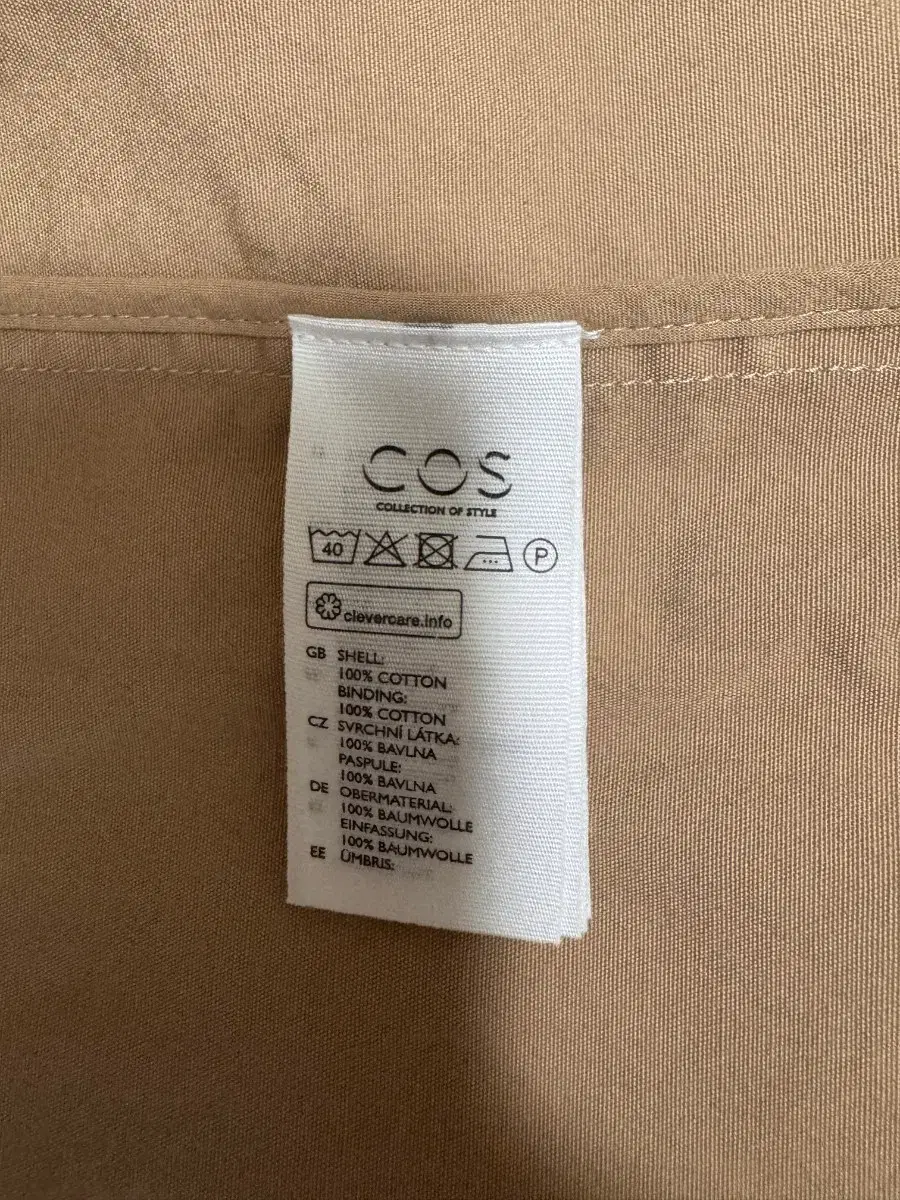 COS
COLLECTION OF STYLE
40 P
clevercare.info
GB SHELL:
100% COTTON
BINDING:
100% COTTON
CZ SVRCHNÍ LÁTKA:
100% BAVLNA
PASPULE:
100% BAVLNA
DE OBERMATERIAL:
100% BAUMWOLLE
EINFASSUNG:
100% BAUMWOLLE
EE ÜMBRIS: